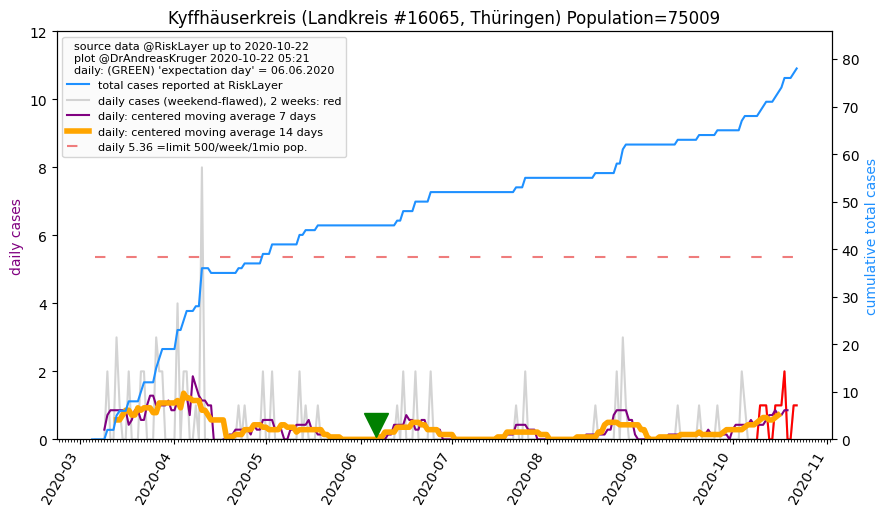 Kyffhäuserkreis (Landkreis #16065, Thüringen) Population=75009
source data @RiskLayer up to 2020-10-22
plot @DrAndreasKruger 2020-10-22 05:21
daily: (GREEN) 'expectation day' = 06.06.2020
total cases reported at RiskLayer
daily cases (weekend-flawed), 2 weeks: red
daily: centered moving average 7 days
daily: centered moving average 14 days
daily 5.36 =limit 500/week/1mio pop.
daily cases
12
10
8
6
4
2
0
cumulative total cases
80
70
60
50
40
30
20
10
0
2020-03
2020-04
2020-05
2020-06
2020-07
2020-08
2020-09
2020-10
2020-11